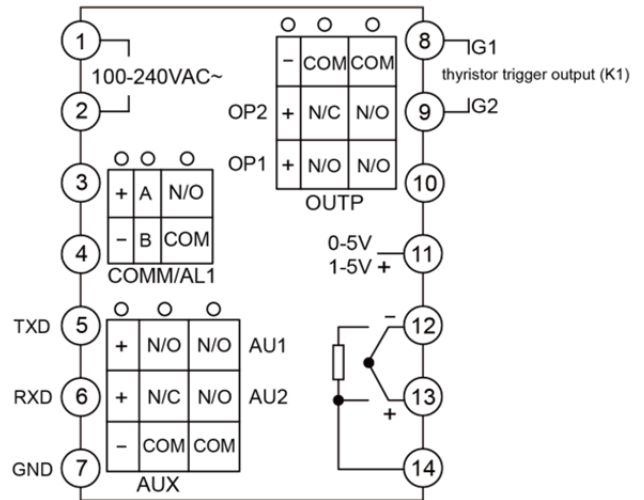 1
100-240VAC~
2
3
+ A N/O
4
− B COM
COMM/AL1
TXD 5
+ N/O N/O AU1
RXD 6
+ N/C N/O AU2
GND 7
− COM COM
AUX
− COM COM
OP2 + N/C N/O
OP1 + N/O N/O
OUTP
8 G1
thyristor trigger output (K1)
9 G2
10
0-5V
1-5V + 11
− 12
+ 13
14